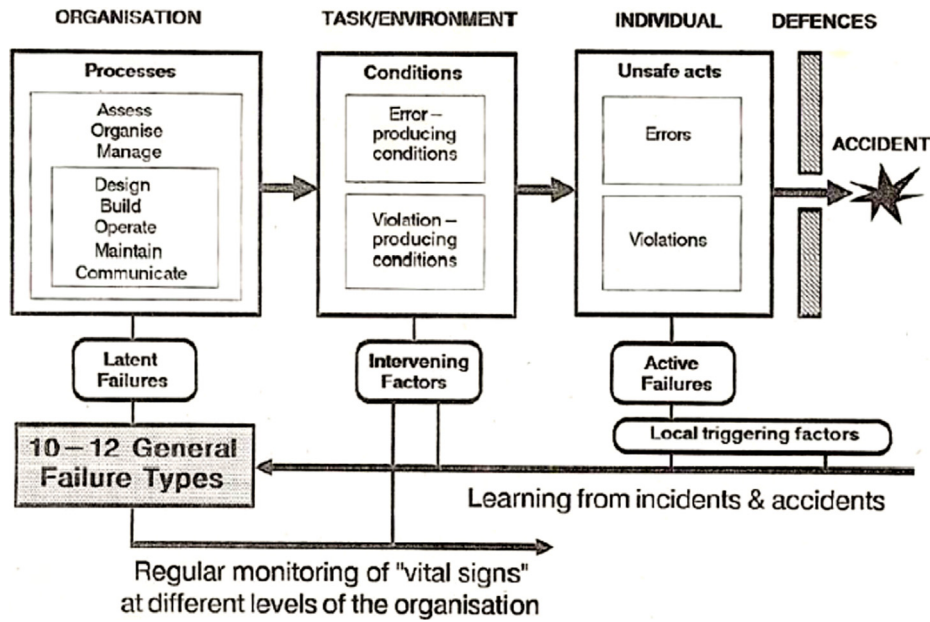 ORGANISATION
TASK/ENVIRONMENT
INDIVIDUAL
DEFENCES
Processes
Assess
Organise
Manage
Design
Build
Operate
Maintain
Communicate
Conditions
Error –
producing
conditions
Violation –
producing
conditions
Unsafe acts
Errors
Violations
ACCIDENT
Latent
Failures
Intervening
Factors
Active
Failures
Local triggering factors
10 – 12 General
Failure Types
Learning from incidents & accidents
Regular monitoring of "vital signs"
at different levels of the organisation